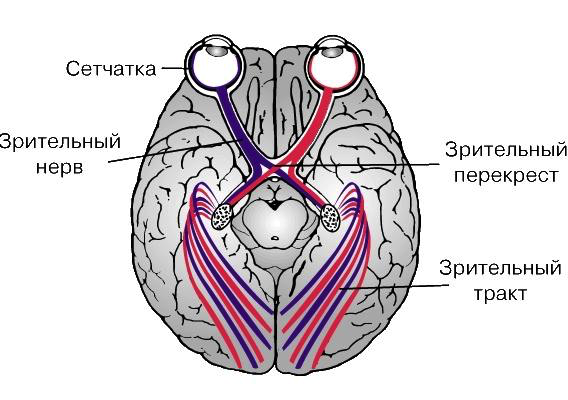 Сетчатка
Зрительный
нерв
Зрительный
перекрест
Зрительный
тракт